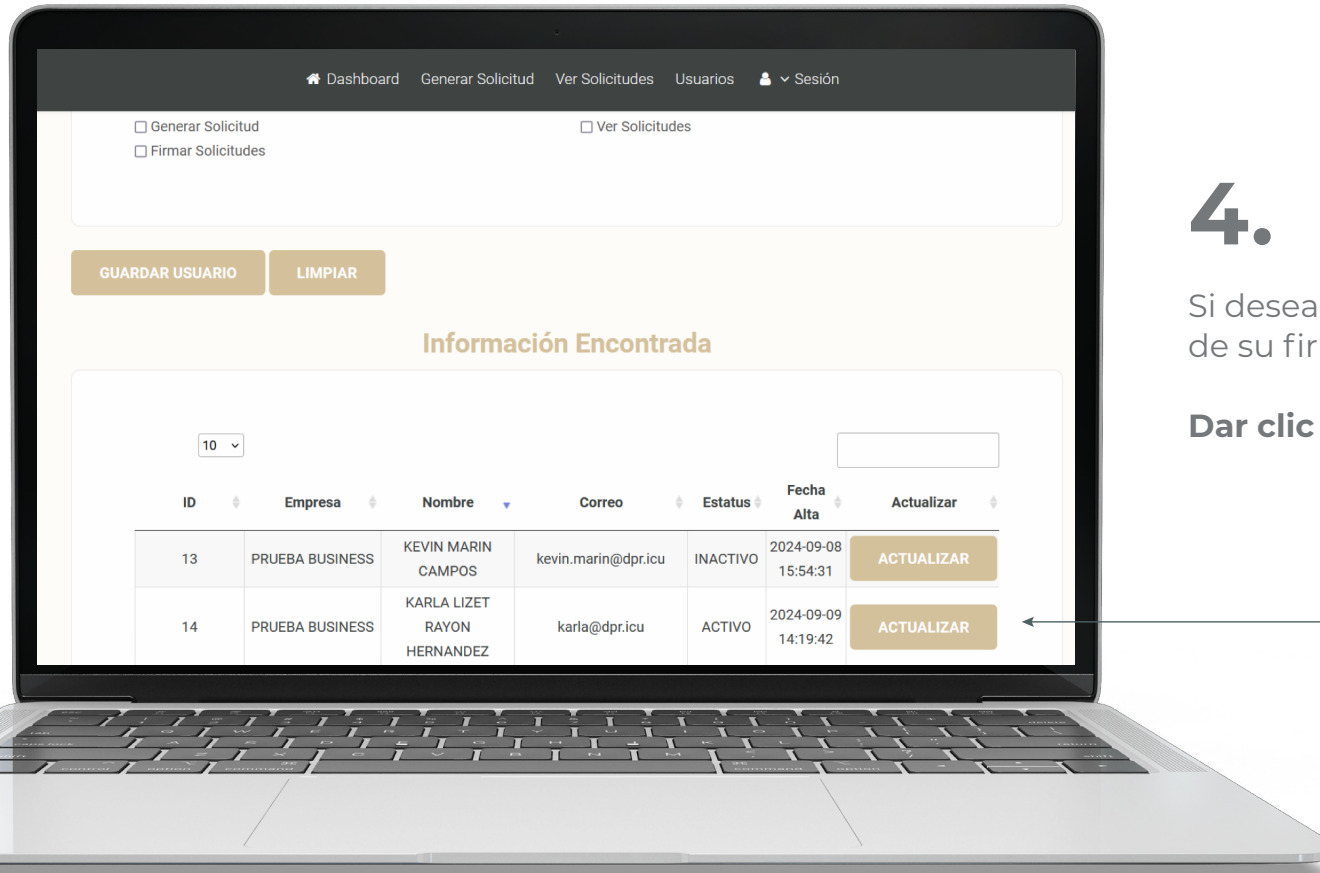 Dashboard Generar Solicitud Ver Solicitudes Usuarios Sesión
Generar Solicitud Ver Solicitudes
Firmar Solicitudes
GUARDAR USUARIO LIMPIAR
Información Encontrada
10
ID Empresa Nombre Correo Estatus Fecha Alta Actualizar
13 PRUEBA BUSINESS KEVIN MARIN CAMPOS kevin.marin@dpr.icu INACTIVO 2024-09-08 15:54:31 ACTUALIZAR
14 PRUEBA BUSINESS KARLA LIZET RAYON HERNANDEZ karla@dpr.icu ACTIVO 2024-09-09 14:19:42 ACTUALIZAR
4.
Si desea
de su fir
Dar clic